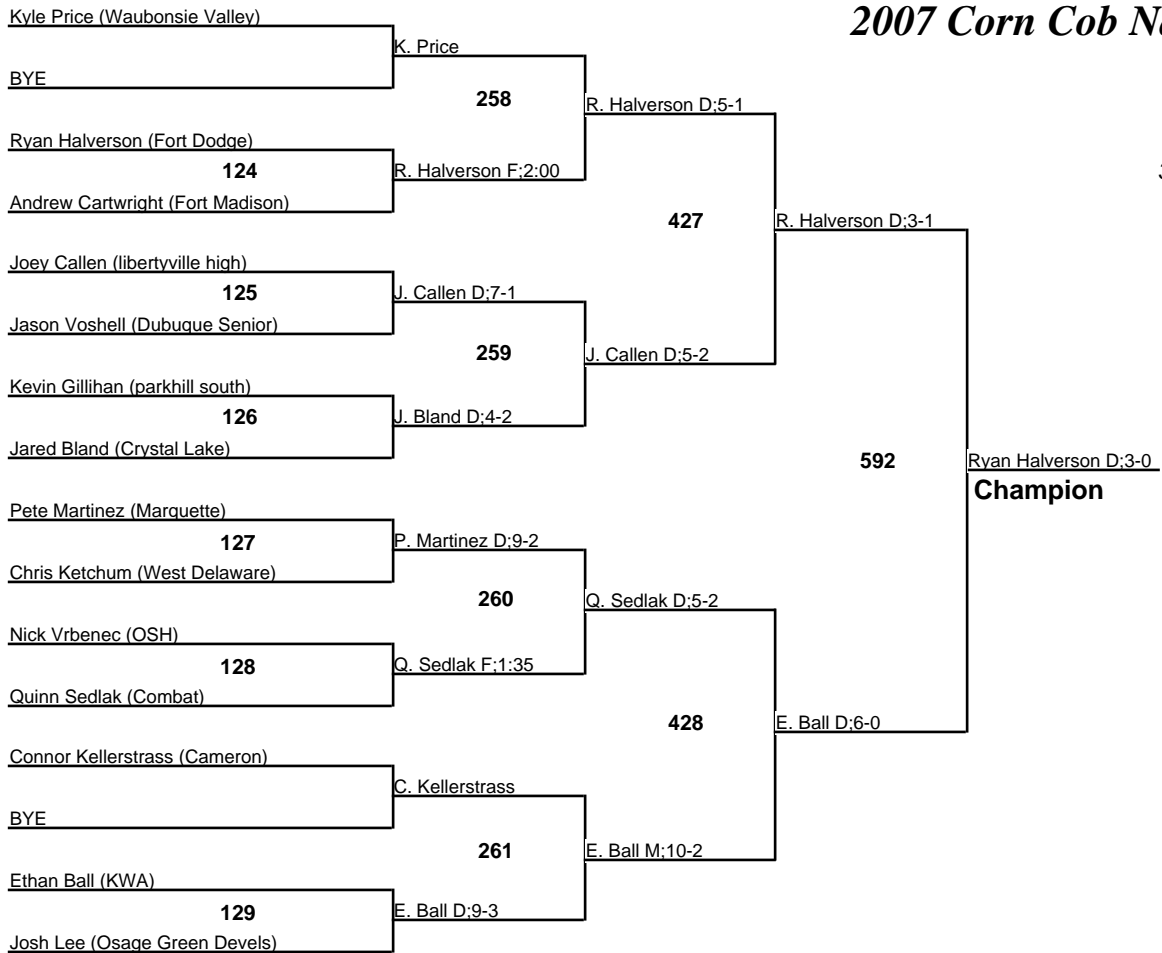 2007 Corn Cob N
Kyle Price (Waubonsie Valley)
K. Price
BYE
258
R. Halverson D;5-1
Ryan Halverson (Fort Dodge)
124
R. Halverson F;2:00
Andrew Cartwright (Fort Madison)
427
R. Halverson D;3-1
Joey Callen (libertyville high)
125
J. Callen D;7-1
Jason Voshell (Dubuque Senior)
259
J. Callen D;5-2
Kevin Gillihan (parkhill south)
126
J. Bland D;4-2
Jared Bland (Crystal Lake)
592
Ryan Halverson D;3-0
Champion
Pete Martinez (Marquette)
127
P. Martinez D;9-2
Chris Ketchum (West Delaware)
260
Q. Sedlak D;5-2
Nick Vrbenec (OSH)
128
Q. Sedlak F;1:35
Quinn Sedlak (Combat)
428
E. Ball D;6-0
Connor Kellerstrass (Cameron)
C. Kellerstrass
BYE
261
E. Ball M;10-2
Ethan Ball (KWA)
129
E. Ball D;9-3
Josh Lee (Osage Green Devels)